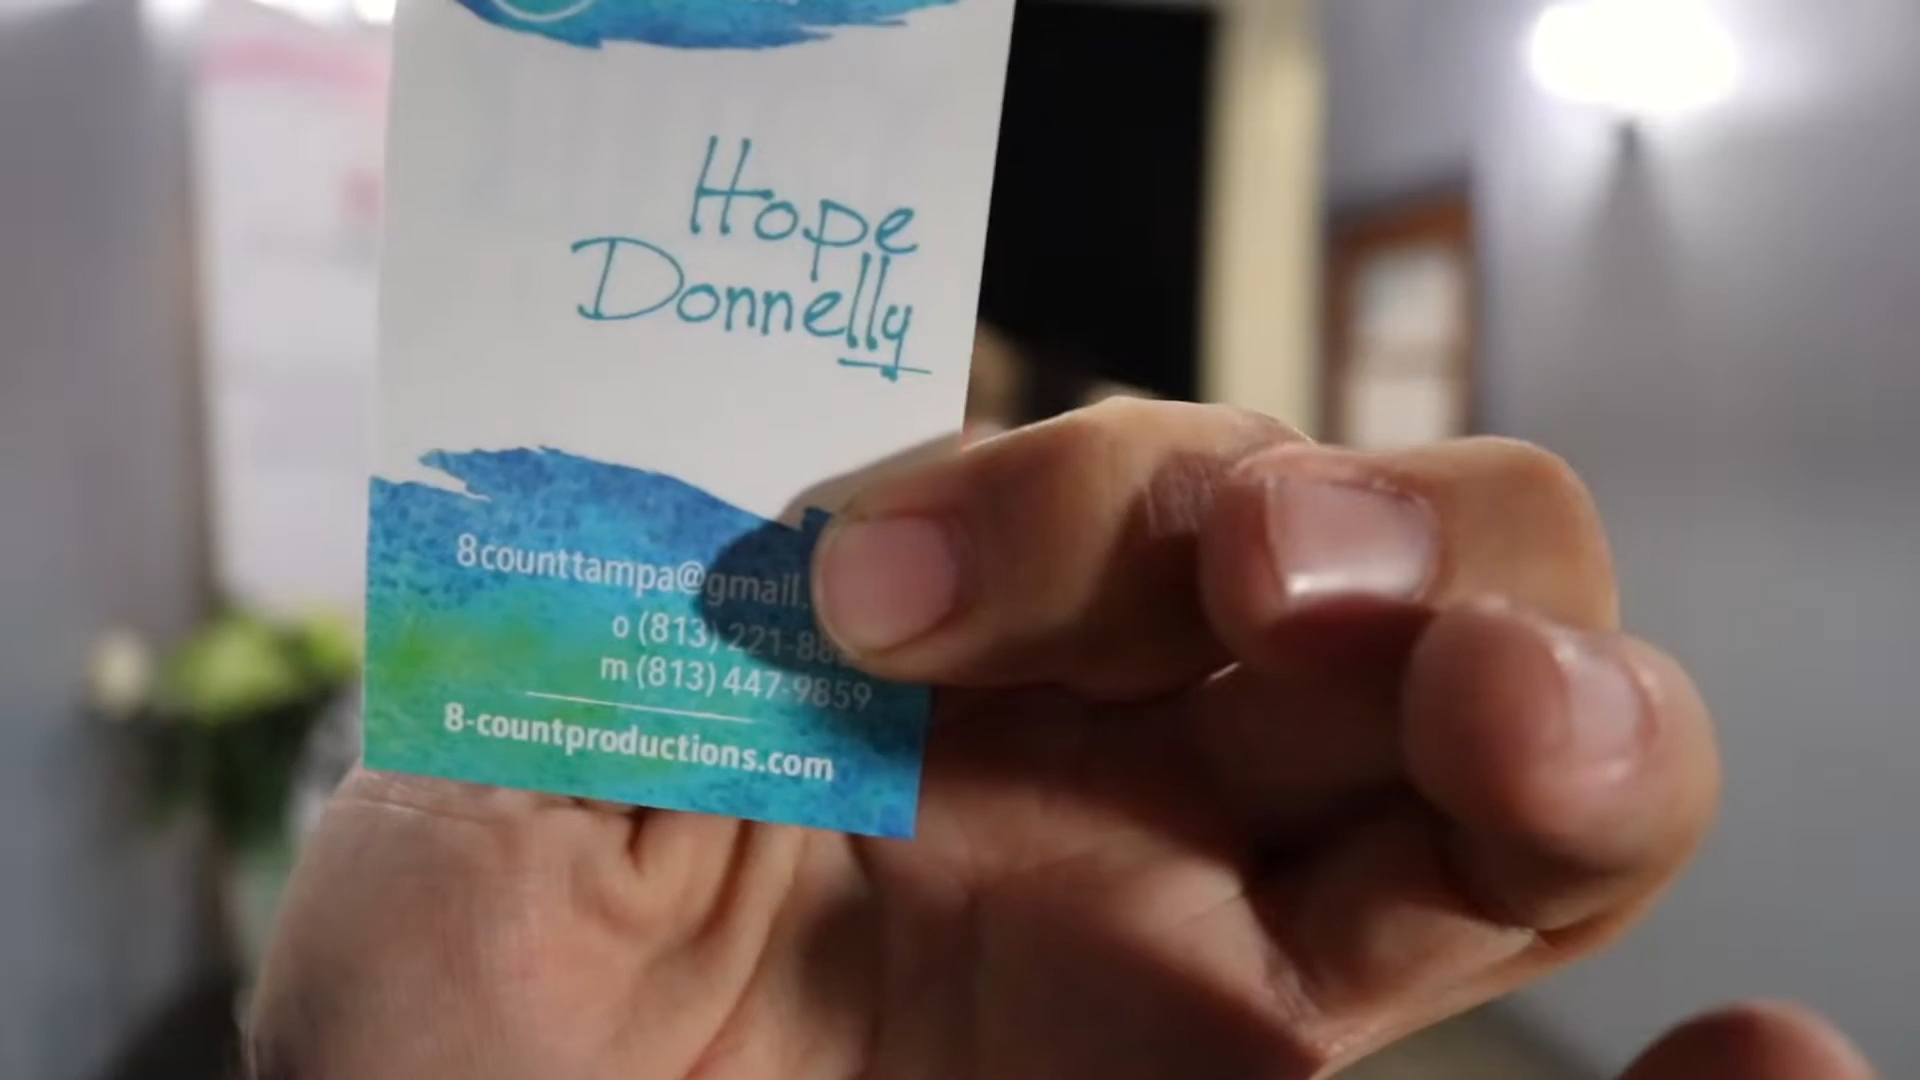 Hope
Donnelly
8counttampa@gmail.
o (813) 221-88
m (813) 447-9859
8-countproductions.com